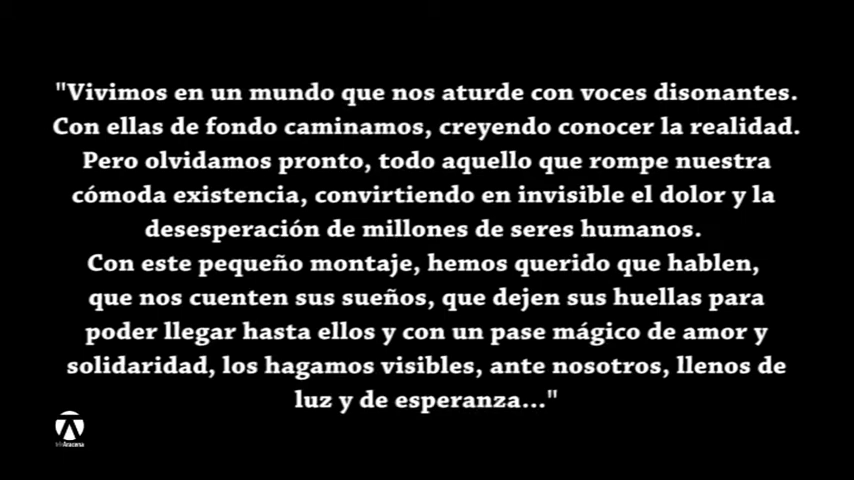 "Vivimos en un mundo que nos aturde con voces disonantes.
Con ellas de fondo caminamos, creyendo conocer la realidad.
Pero olvidamos pronto, todo aquello que rompe nuestra
cómoda existencia, convirtiendo en invisible el dolor y la
desesperación de millones de seres humanos.
Con este pequeño montaje, hemos querido que hablen,
que nos cuenten sus sueños, que dejen sus huellas para
poder llegar hasta ellos y con un pase mágico de amor y
solidaridad, los hagamos visibles, ante nosotros, llenos de
luz y de esperanza..."
teleAracena